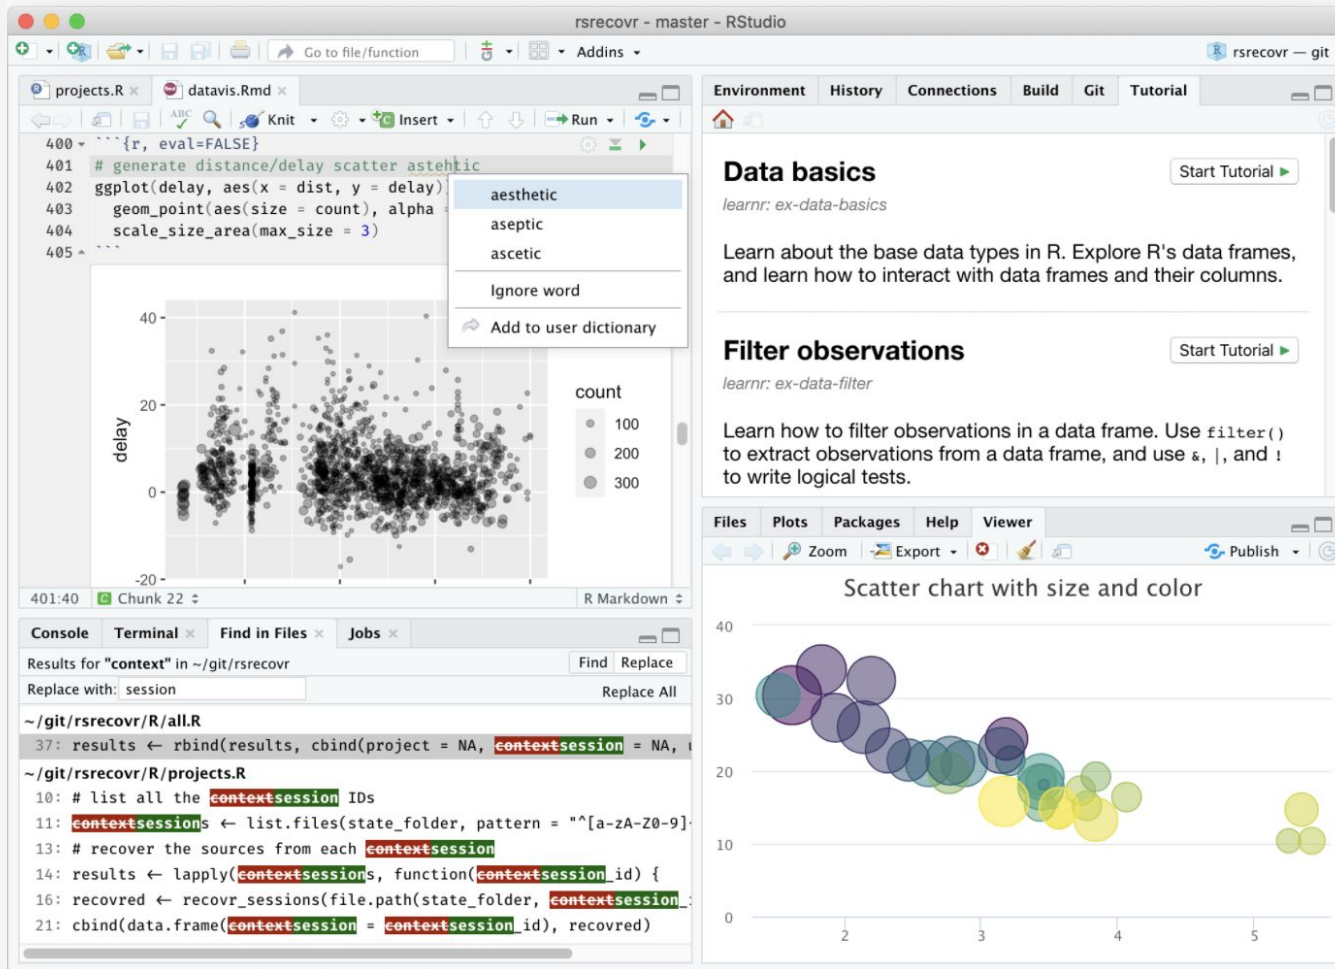 rsrecovr - master - RStudio
Go to file/function
Addins
rsrecovr — git
projects.R
datavis.Rmd
ABC
Knit
Insert
Run
400 ```{r, eval=FALSE}
401 # generate distance/delay scatter astehtic
402 ggplot(delay, aes(x = dist, y = delay))
403 geom_point(aes(size = count), alpha =
404 scale_size_area(max_size = 3)
405 ```
aesthetic
aseptic
ascetic
Ignore word
Add to user dictionary
40
20
0
-20
delay
count
100
200
300
401:40
Chunk 22
R Markdown
Console
Terminal
Find in Files
Jobs
Results for "context" in ~/git/rsrecovr
Find
Replace
Replace with: session
Replace All
~/git/rsrecovr/R/all.R
37: results ← rbind(results, cbind(project = NA, contextsession = NA,
~/git/rsrecovr/R/projects.R
10: # list all the contextsession IDs
11: contextsessions ← list.files(state_folder, pattern = "^[a-zA-Z0-9]
13: # recover the sources from each contextsession
14: results ← lapply(contextsessions, function(contextsession_id) {
16: recovred ← recovr_sessions(file.path(state_folder, contextsession_
21: cbind(data.frame(contextsession = contextsession_id), recovred)
Environment
History
Connections
Build
Git
Tutorial
Data basics
Start Tutorial
learnr: ex-data-basics
Learn about the base data types in R. Explore R's data frames,
and learn how to interact with data frames and their columns.
Filter observations
Start Tutorial
learnr: ex-data-filter
Learn how to filter observations in a data frame. Use filter()
to extract observations from a data frame, and use &, |, and !
to write logical tests.
Files
Plots
Packages
Help
Viewer
Zoom
Export
Publish
Scatter chart with size and color
40
30
20
10
0
2
3
4
5